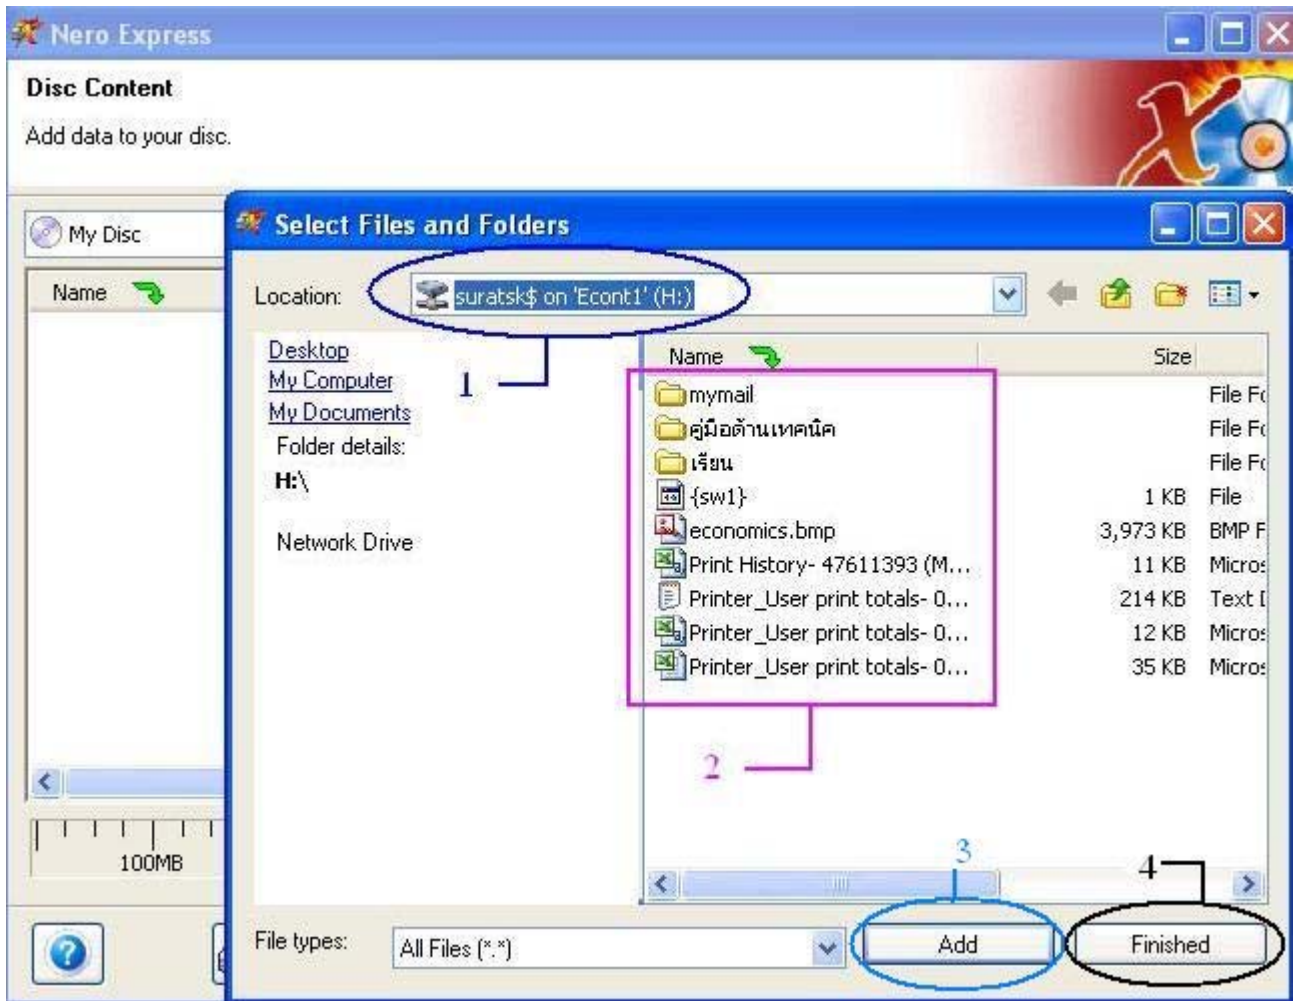 Nero Express
Disc Content
Add data to your disc.
My Disc
Name
100MB
Select Files and Folders
Location: suratsk$ on 'Econt1' (H:)
1
Desktop
My Computer
My Documents
Folder details:
H:\
Network Drive
Name Size
mymail File Fo
คู่มือด้านเทคนิค File Fo
เรียน File Fo
{sw1} 1 KB File
economics.bmp 3,973 KB BMP F
Print History- 47611393 (M... 11 KB Micros
Printer_User print totals- 0... 214 KB Text D
Printer_User print totals- 0... 12 KB Micros
Printer_User print totals- 0... 35 KB Micros
2
3
4
File types: All Files (*.*) Add Finished